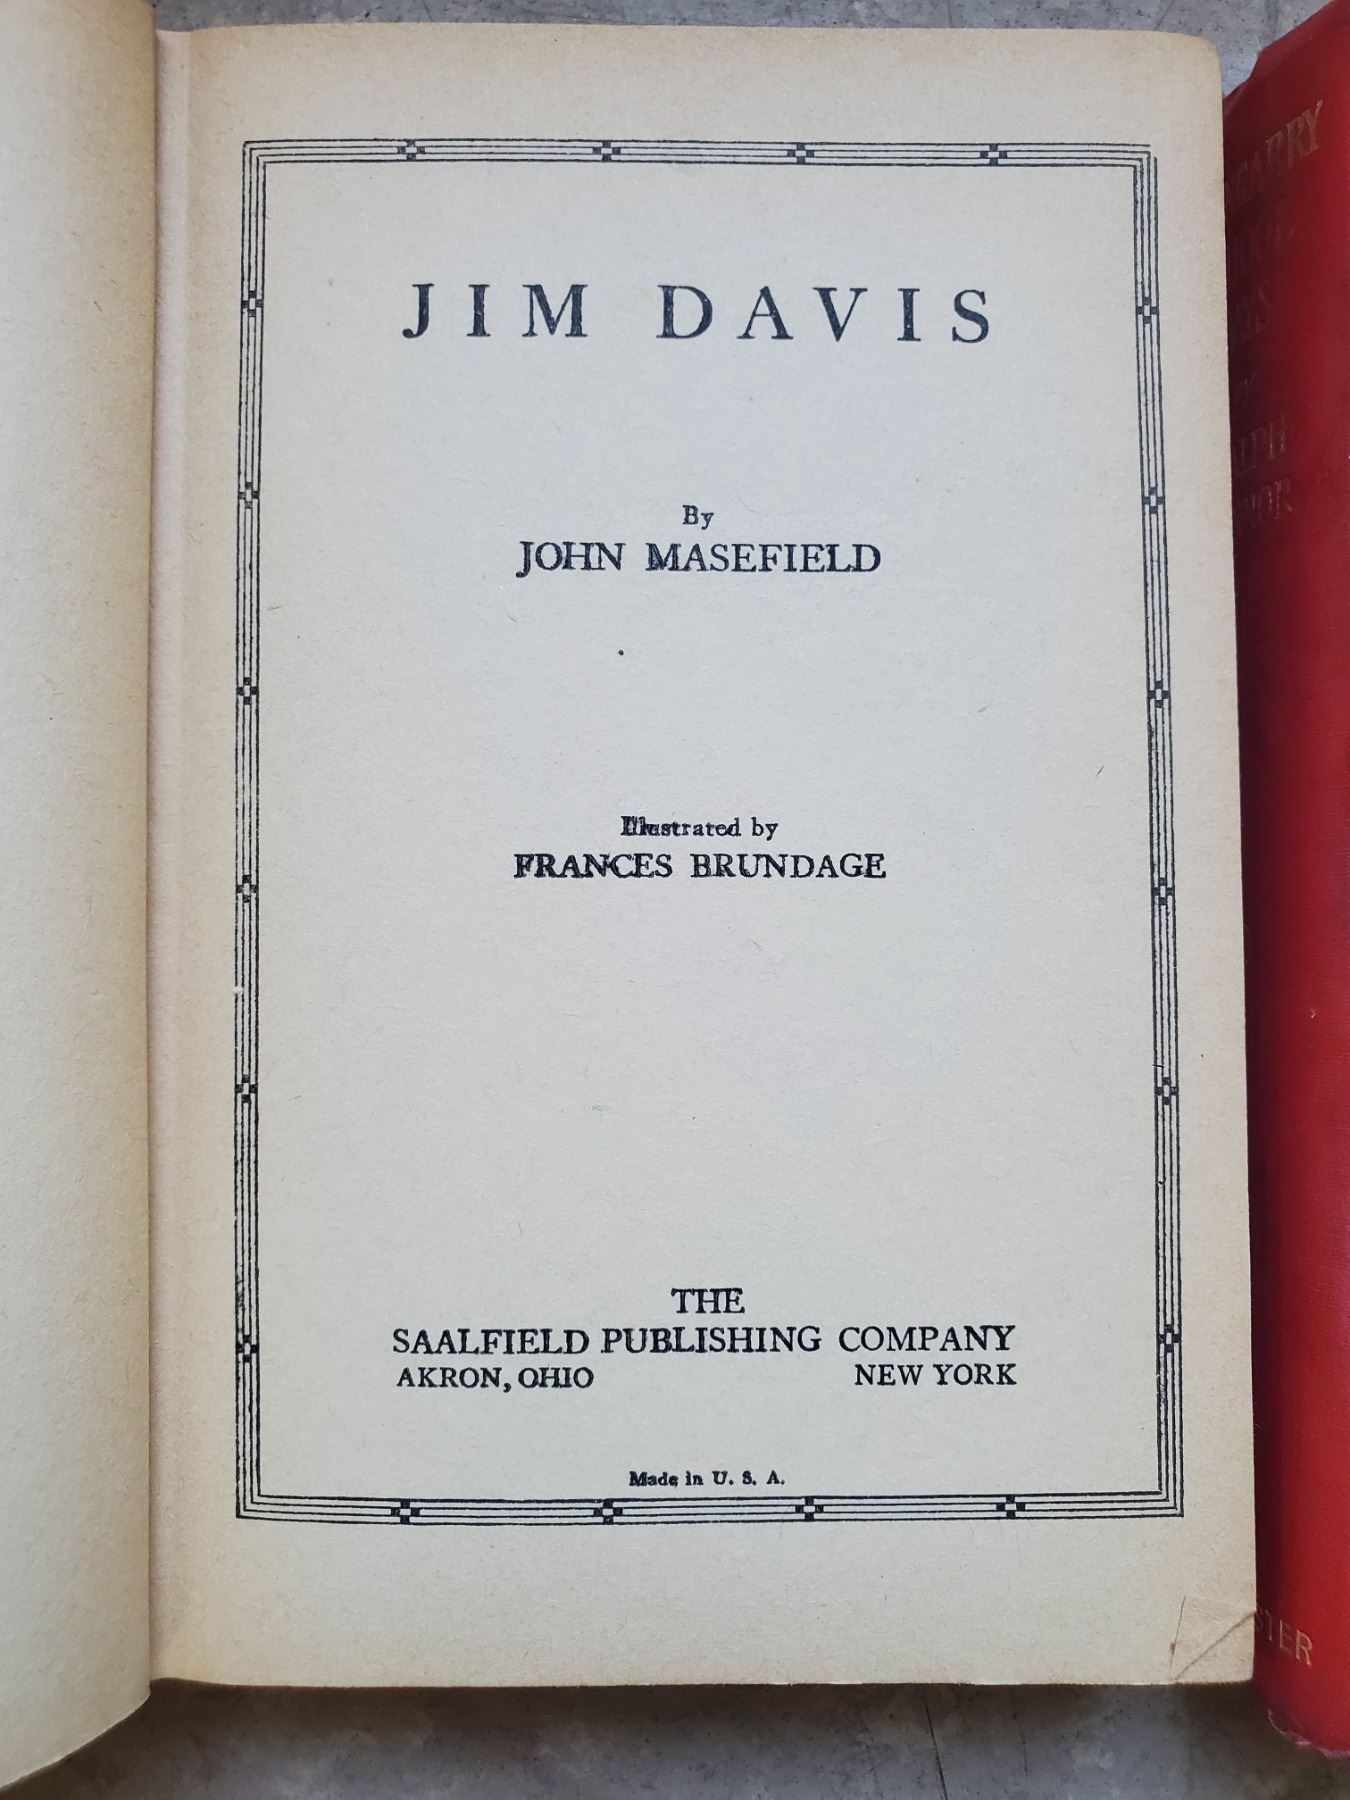 JIM DAVIS
By
JOHN MASEFIELD
Illustrated by
FRANCES BRUNDAGE
THE
SAALFIELD PUBLISHING COMPANY
AKRON, OHIO NEW YORK
Made in U. S. A.